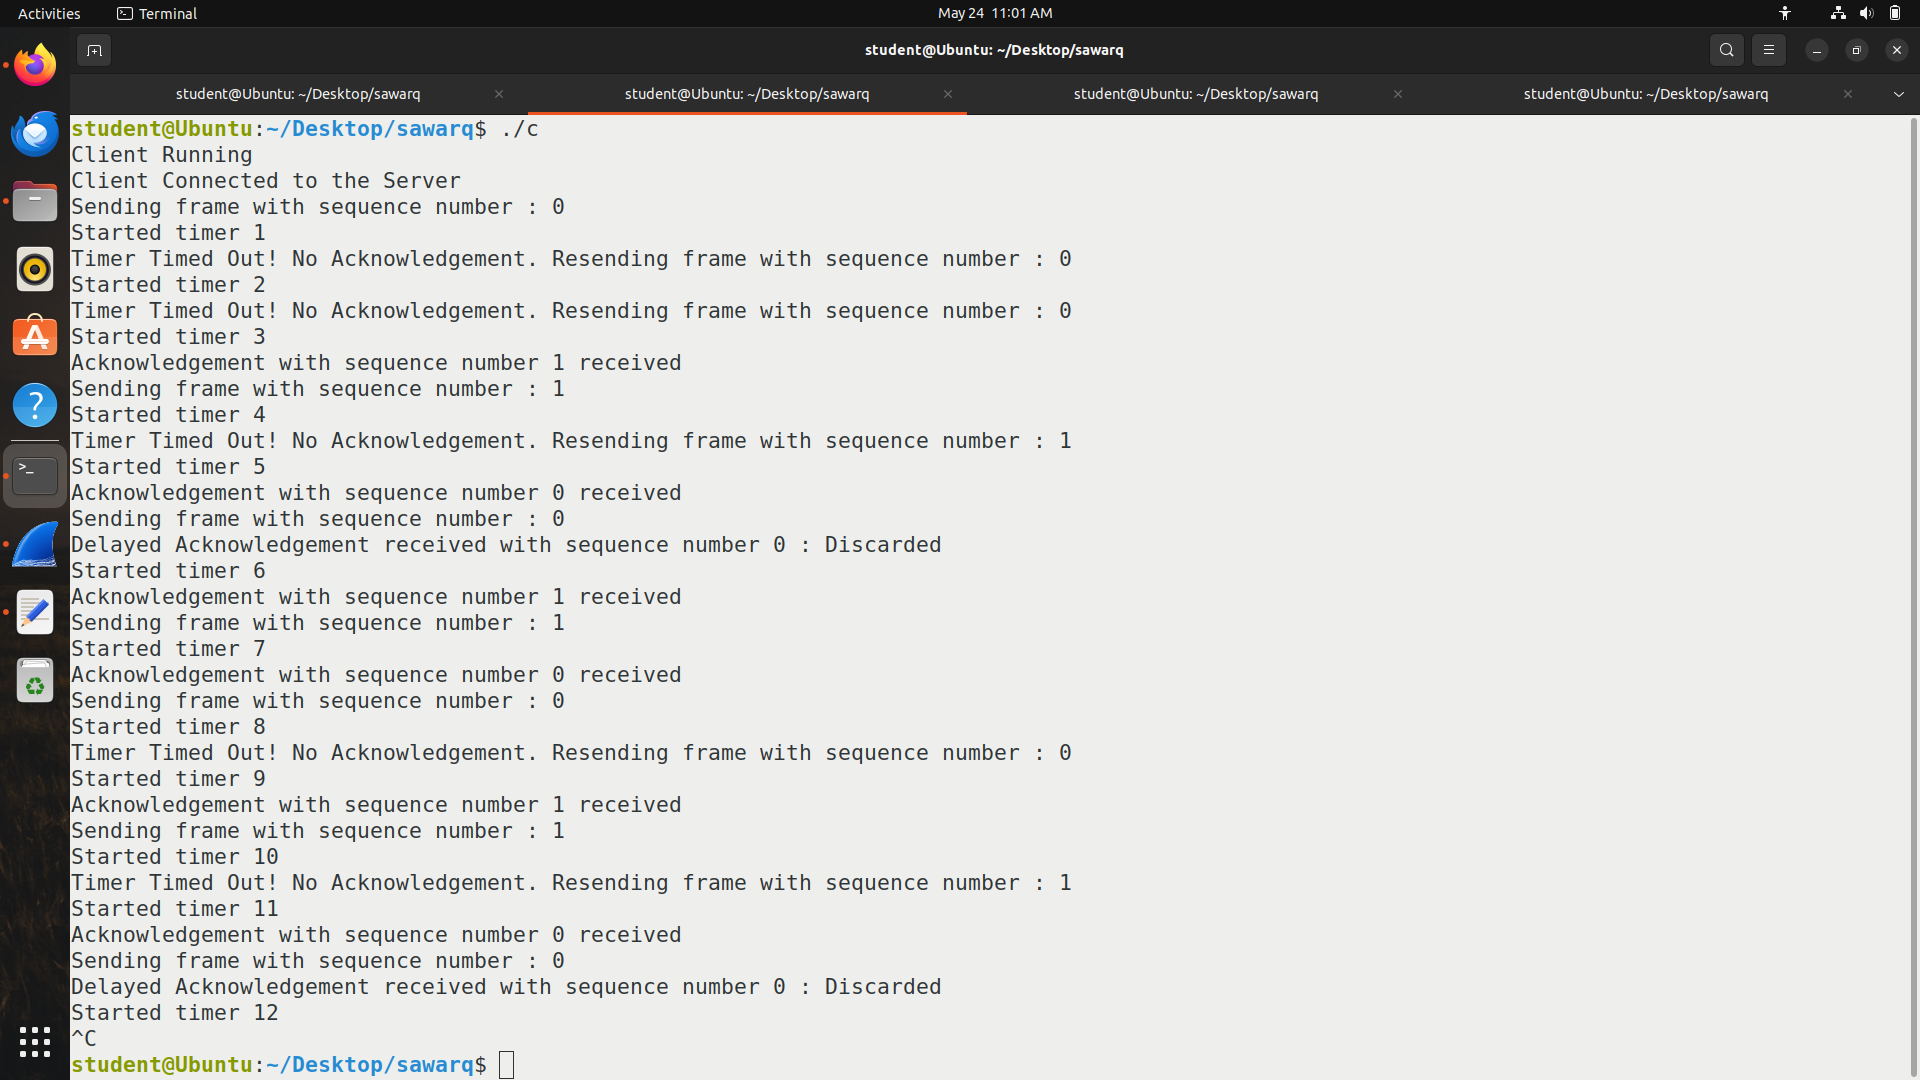 Activities Terminal May 24 11:01 AM
student@Ubuntu: ~/Desktop/sawarq
student@Ubuntu: ~/Desktop/sawarq student@Ubuntu: ~/Desktop/sawarq student@Ubuntu: ~/Desktop/sawarq student@Ubuntu: ~/Desktop/sawarq
student@Ubuntu:~/Desktop/sawarq$ ./c
Client Running
Client Connected to the Server
Sending frame with sequence number : 0
Started timer 1
Timer Timed Out! No Acknowledgement. Resending frame with sequence number : 0
Started timer 2
Timer Timed Out! No Acknowledgement. Resending frame with sequence number : 0
Started timer 3
Acknowledgement with sequence number 1 received
Sending frame with sequence number : 1
Started timer 4
Timer Timed Out! No Acknowledgement. Resending frame with sequence number : 1
Started timer 5
Acknowledgement with sequence number 0 received
Sending frame with sequence number : 0
Delayed Acknowledgement received with sequence number 0 : Discarded
Started timer 6
Acknowledgement with sequence number 1 received
Sending frame with sequence number : 1
Started timer 7
Acknowledgement with sequence number 0 received
Sending frame with sequence number : 0
Started timer 8
Timer Timed Out! No Acknowledgement. Resending frame with sequence number : 0
Started timer 9
Acknowledgement with sequence number 1 received
Sending frame with sequence number : 1
Started timer 10
Timer Timed Out! No Acknowledgement. Resending frame with sequence number : 1
Started timer 11
Acknowledgement with sequence number 0 received
Sending frame with sequence number : 0
Delayed Acknowledgement received with sequence number 0 : Discarded
Started timer 12
^C
student@Ubuntu:~/Desktop/sawarq$